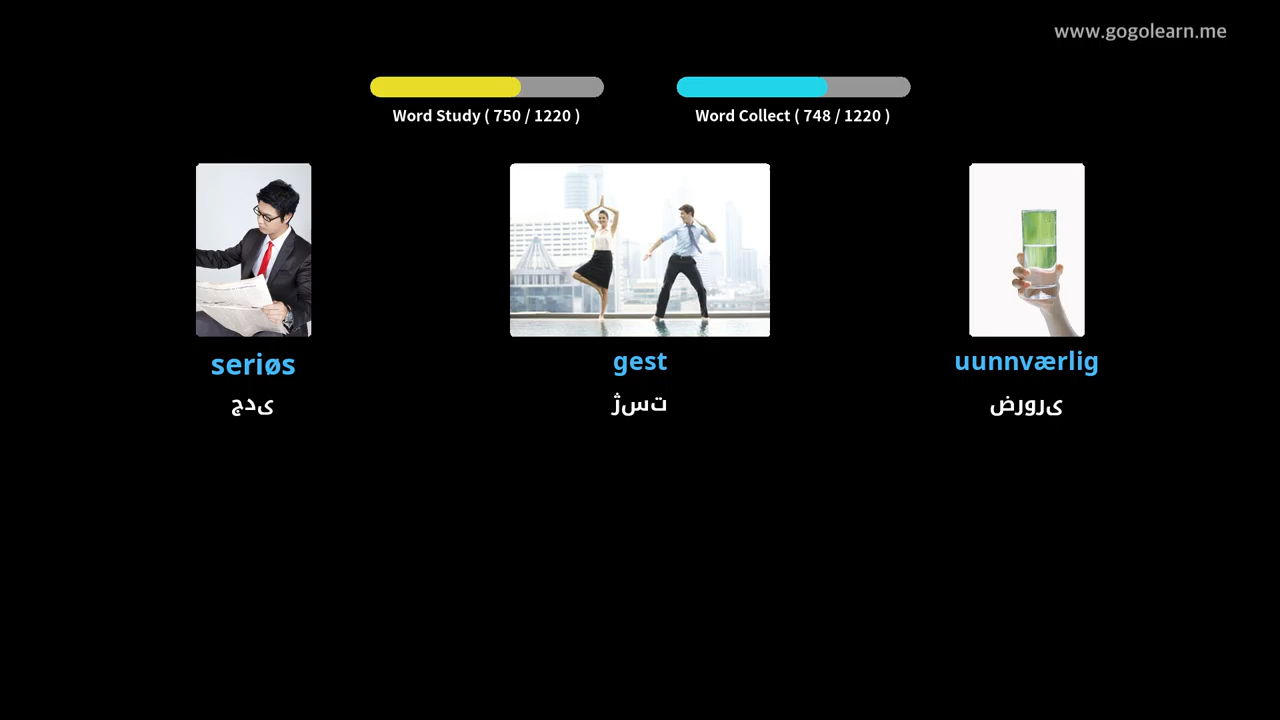 www.gogolearn.me
Word Study ( 750 / 1220 )
Word Collect ( 748 / 1220 )
seriøs
جدی
gest
ژست
uunnværlig
ضروری